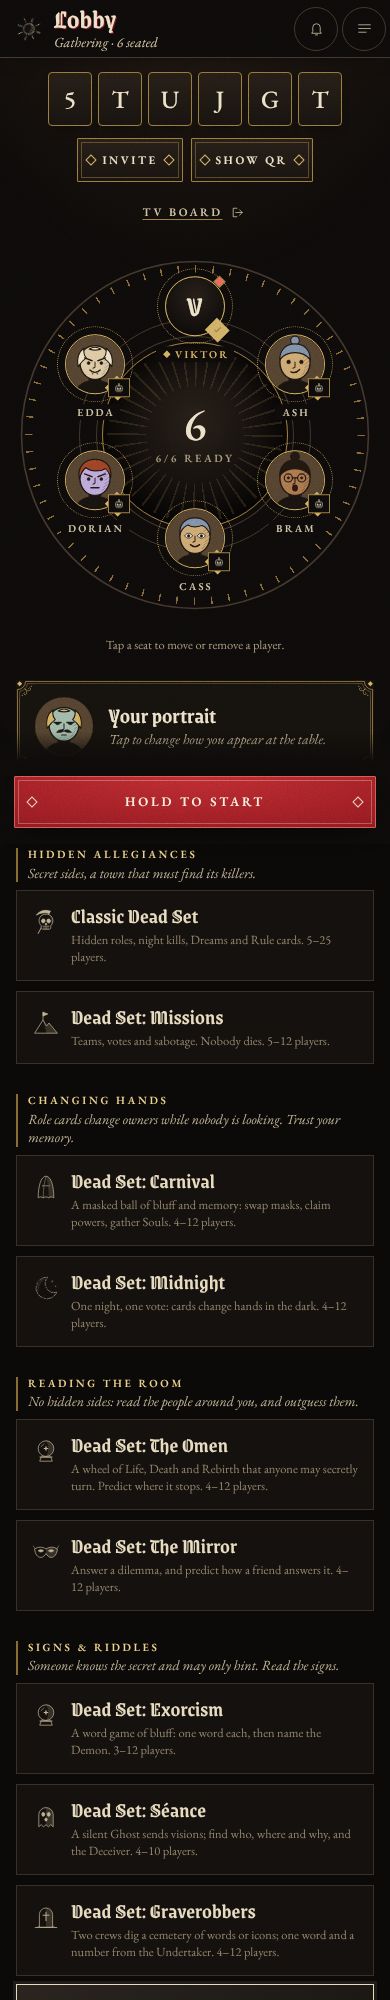 Lobby
Gathering · 6 seated
5 T U J G T
INVITE
SHOW QR
TV BOARD
V
VIKTOR
EDDA
ASH
6
6/6 READY
DORIAN
BRAM
CASS
Tap a seat to move or remove a player.
Your portrait
Tap to change how you appear at the table.
HOLD TO START
HIDDEN ALLEGIANCES
Secret sides, a town that must find its killers.
Classic Dead Set
Hidden roles, night kills, Dreams and Rule cards. 5–25
players.
Dead Set: Missions
Teams, votes and sabotage. Nobody dies. 5–12 players.
CHANGING HANDS
Role cards change owners while nobody is looking. Trust your
memory.
Dead Set: Carnival
A masked ball of bluff and memory: swap masks, claim
powers, gather Souls. 4–12 players.
Dead Set: Midnight
One night, one vote: cards change hands in the dark. 4–12
players.
READING THE ROOM
No hidden sides: read the people around you, and outguess them.
Dead Set: The Omen
A wheel of Life, Death and Rebirth that anyone may secretly
turn. Predict where it stops. 4–12 players.
Dead Set: The Mirror
Answer a dilemma, and predict how a friend answers it. 4–
12 players.
SIGNS & RIDDLES
Someone knows the secret and may only hint. Read the signs.
Dead Set: Exorcism
A word game of bluff: one word each, then name the
Demon. 3–12 players.
Dead Set: Séance
A silent Ghost sends visions; find who, where and why, and
the Deceiver. 4–10 players.
Dead Set: Graverobbers
Two crews dig a cemetery of words or icons; one word and a
number from the Undertaker. 4–12 players.